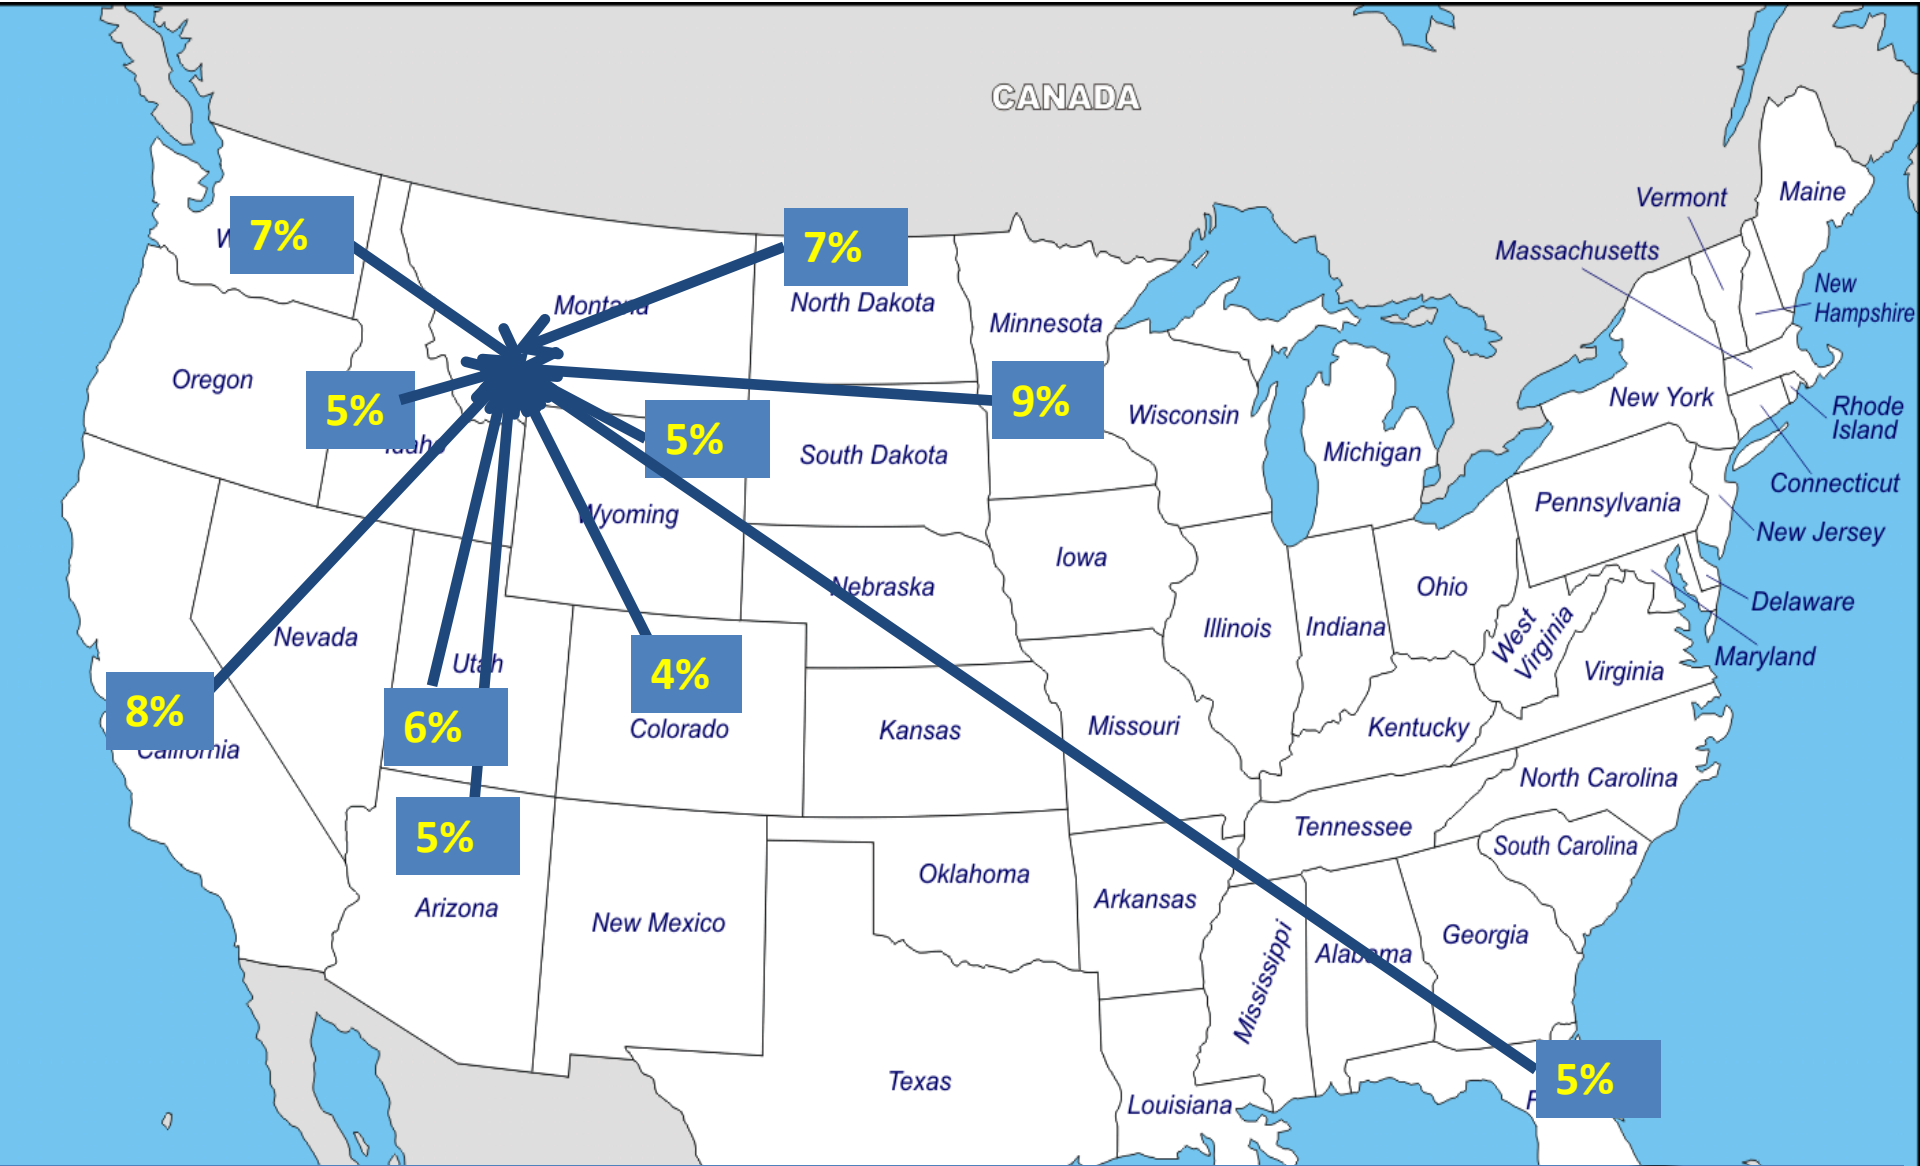 CANADA
Maine
Vermont
Massachusetts
New
Hampshire
7%
7%
Montana
North Dakota
Minnesota
Oregon
5%
9%
New York
Rhode
Island
Wisconsin
5%
South Dakota
Michigan
Idaho
Connecticut
Pennsylvania
Wyoming
New Jersey
Iowa
Nebraska
Ohio
Delaware
Illinois
Indiana
West
Virginia
Nevada
Utah
Maryland
Virginia
4%
8%
6%
California
Colorado
Kansas
Missouri
Kentucky
North Carolina
5%
Tennessee
South Carolina
Oklahoma
Arkansas
Arizona
New Mexico
Mississippi
Alabama
Georgia
Texas
Louisiana
5%